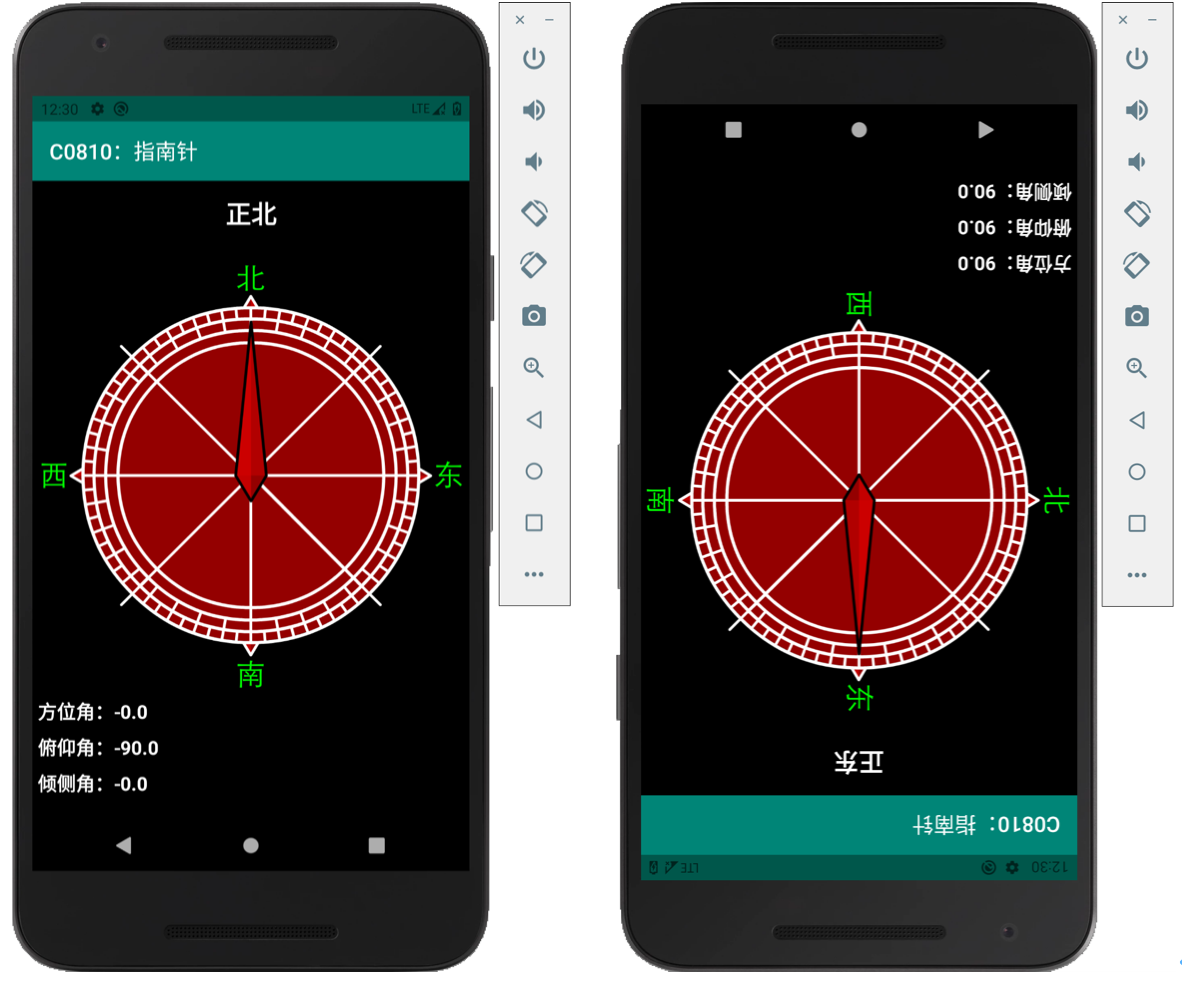 12:30 LTE
C0810：指南针
正北
北
西
东
南
方位角：-0.0
俯仰角：-90.0
倾侧角：-0.0
12:30 LTE
C0810：指南针
正东
东
北
南
西
方位角：90.0
俯仰角：90.0
倾侧角：90.0